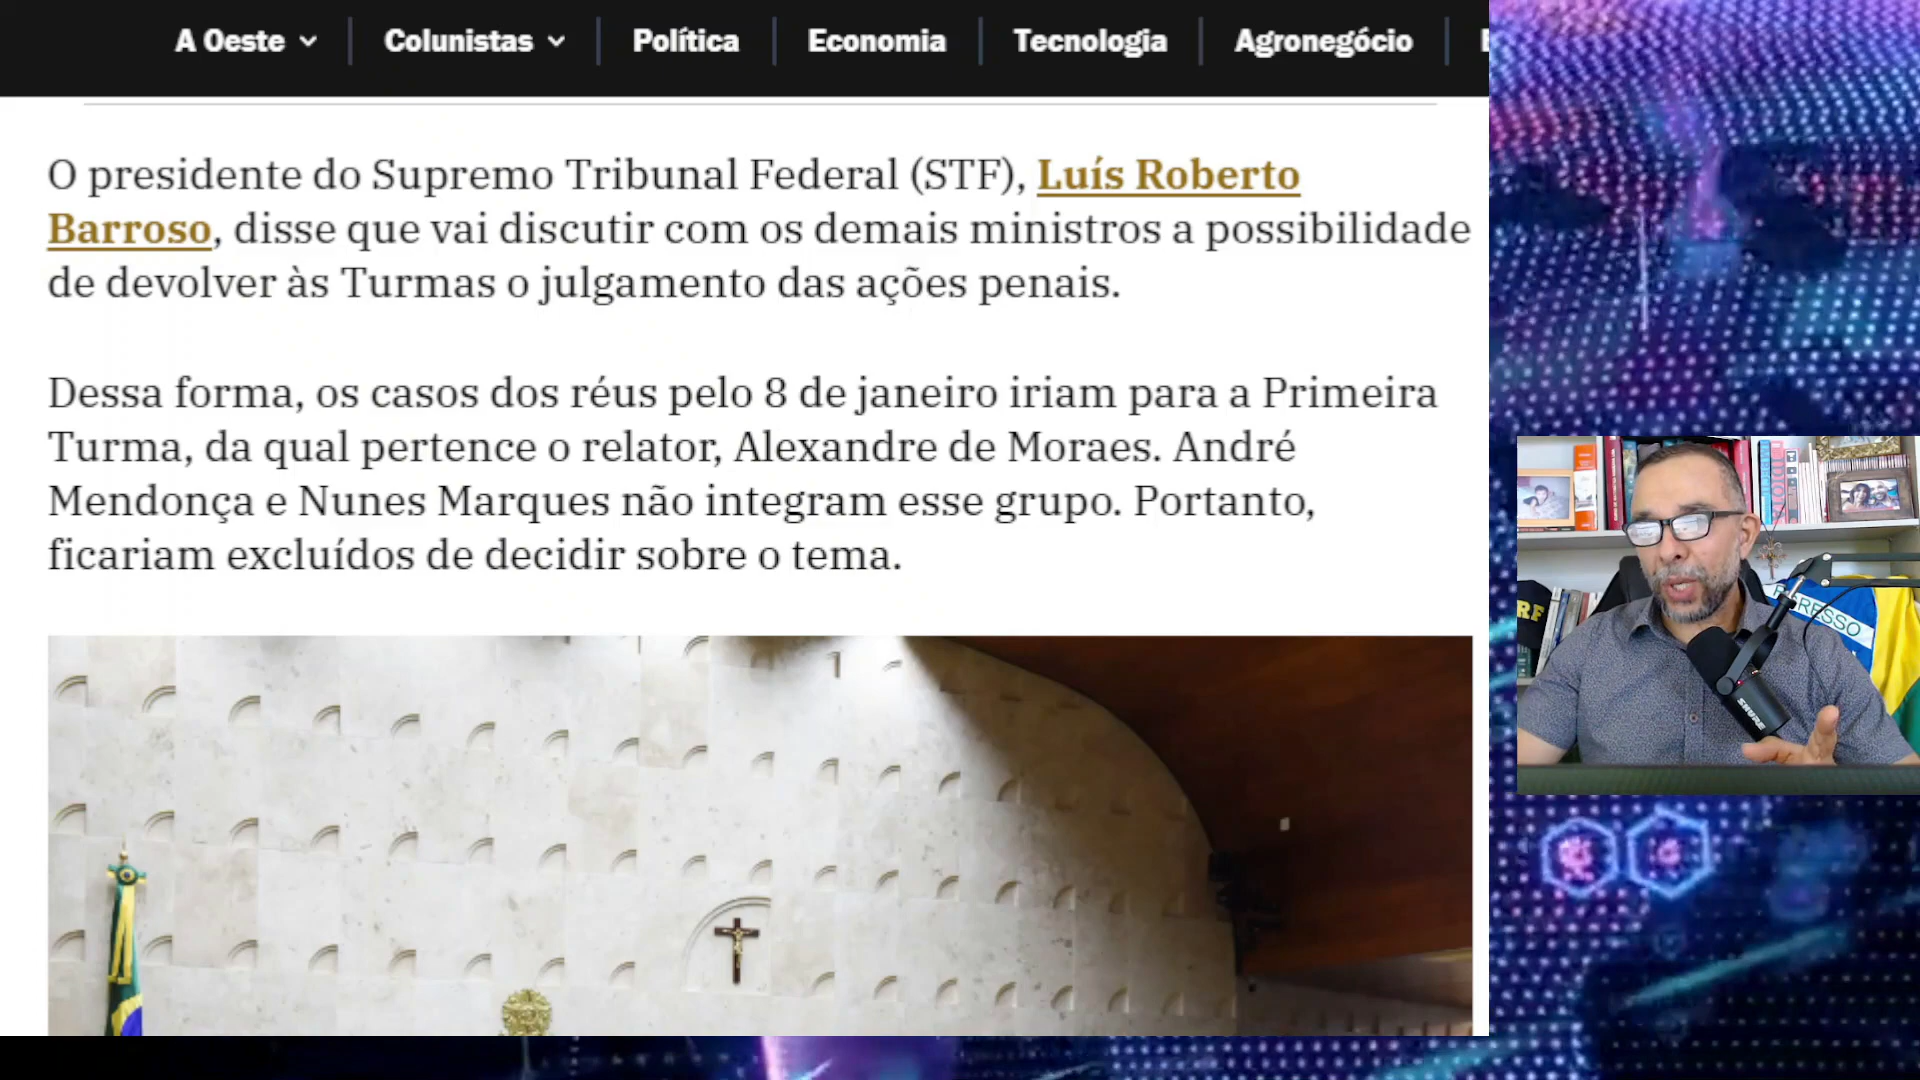 A Oeste
Colunistas
Política
Economia
Tecnologia
Agronegócio
O presidente do Supremo Tribunal Federal (STF), Luís Roberto
Barroso, disse que vai discutir com os demais ministros a possibilidade
de devolver às Turmas o julgamento das ações penais.
Dessa forma, os casos dos réus pelo 8 de janeiro iriam para a Primeira
Turma, da qual pertence o relator, Alexandre de Moraes. André
Mendonça e Nunes Marques não integram esse grupo. Portanto,
ficariam excluídos de decidir sobre o tema.
SHURE